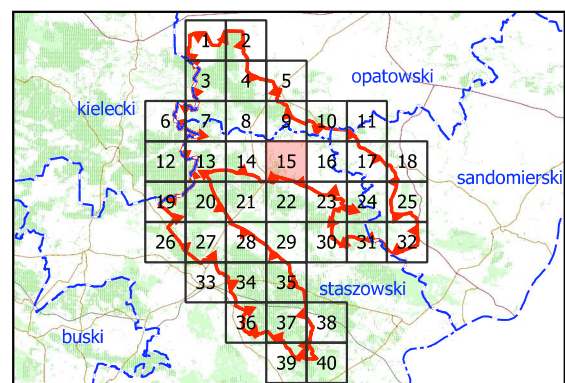 1 2
3 4 5
opatowski
kielecki
6 7 8 9 10 11
12 13 14 15 16 17 18
sandomierski
19 20 21 22 23 24 25
26 27 28 29 30 31 32
33 34 35
staszowski
36 37 38
buski
39 40